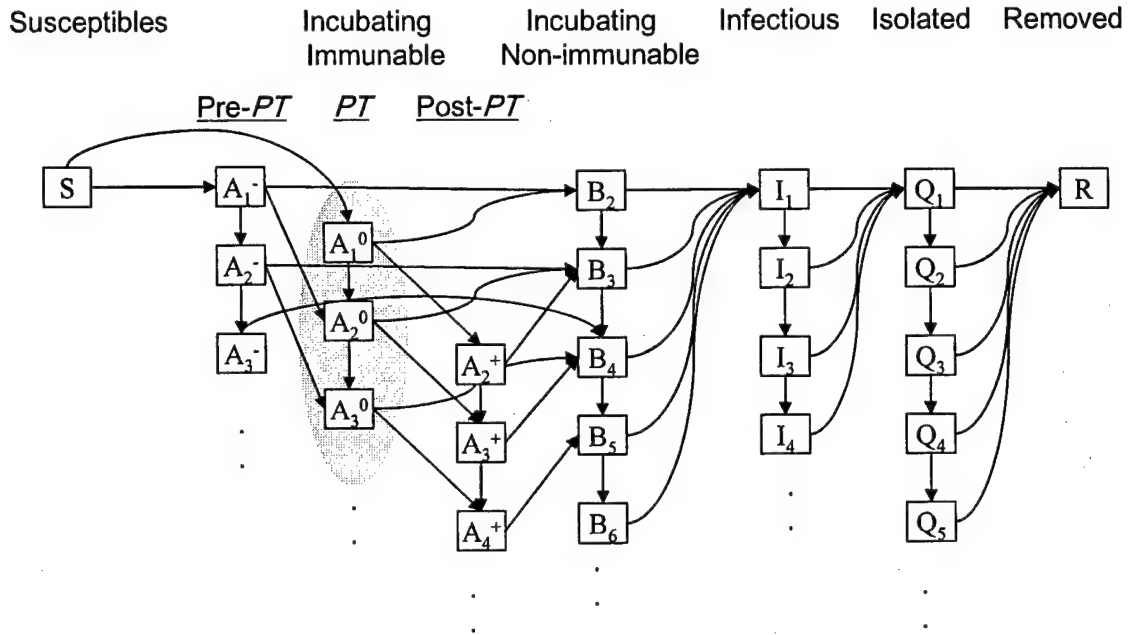 Susceptibles Incubating Incubating Infectious Isolated Removed
Immunable Non-immunable
Pre-PT PT Post-PT
S A₁⁻ B₂ I₁ Q₁ R
A₁⁰
A₂⁻ B₃ I₂ Q₂
A₂⁰
A₃⁻ A₂⁺ B₄ I₃ Q₃
A₃⁰
A₃⁺ B₅ I₄ Q₄
A₄⁺ B₆ Q₅